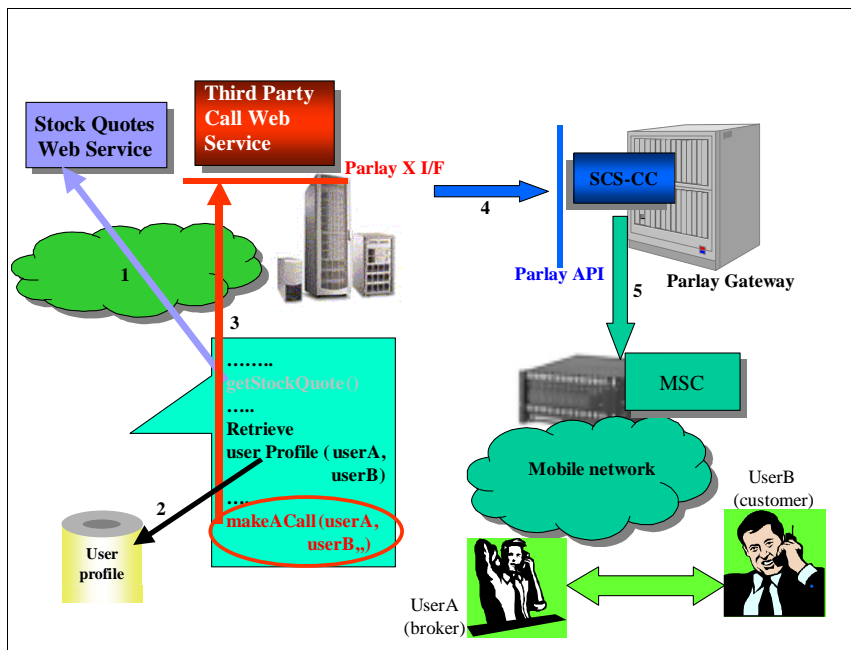 Stock Quotes
Web Service
Third Party
Call Web
Service
Parlay X I/F
4
SCS-CC
Parlay API
Parlay Gateway
1
3
5
……..
getStockQuote()
…..
Retrieve
user Profile ( userA,
userB)
….
makeACall (userA,
userB,,)
2
User
profile
MSC
Mobile network
UserB
(customer)
UserA
(broker)